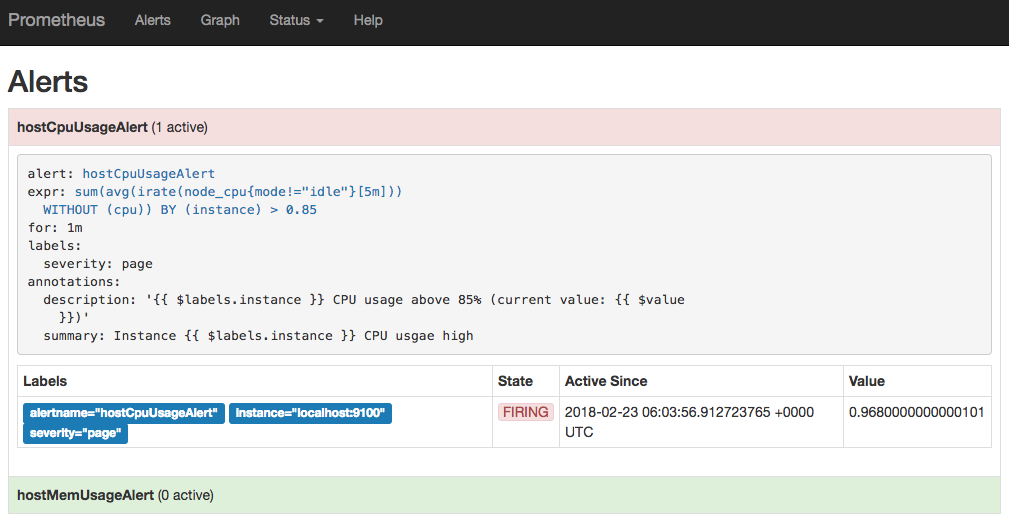 Prometheus Alerts Graph Status Help
Alerts
hostCpuUsageAlert (1 active)
alert: hostCpuUsageAlert
expr: sum(avg(irate(node_cpu{mode!="idle"}[5m]))
WITHOUT (cpu)) BY (instance) > 0.85
for: 1m
labels:
severity: page
annotations:
description: '{{ $labels.instance }} CPU usage above 85% (current value: {{ $value
}})'
summary: Instance {{ $labels.instance }} CPU usgae high
Labels State Active Since Value
alertname="hostCpuUsageAlert" instance="localhost:9100" FIRING 2018-02-23 06:03:56.912723765 +0000 0.9680000000000101
severity="page" UTC
hostMemUsageAlert (0 active)